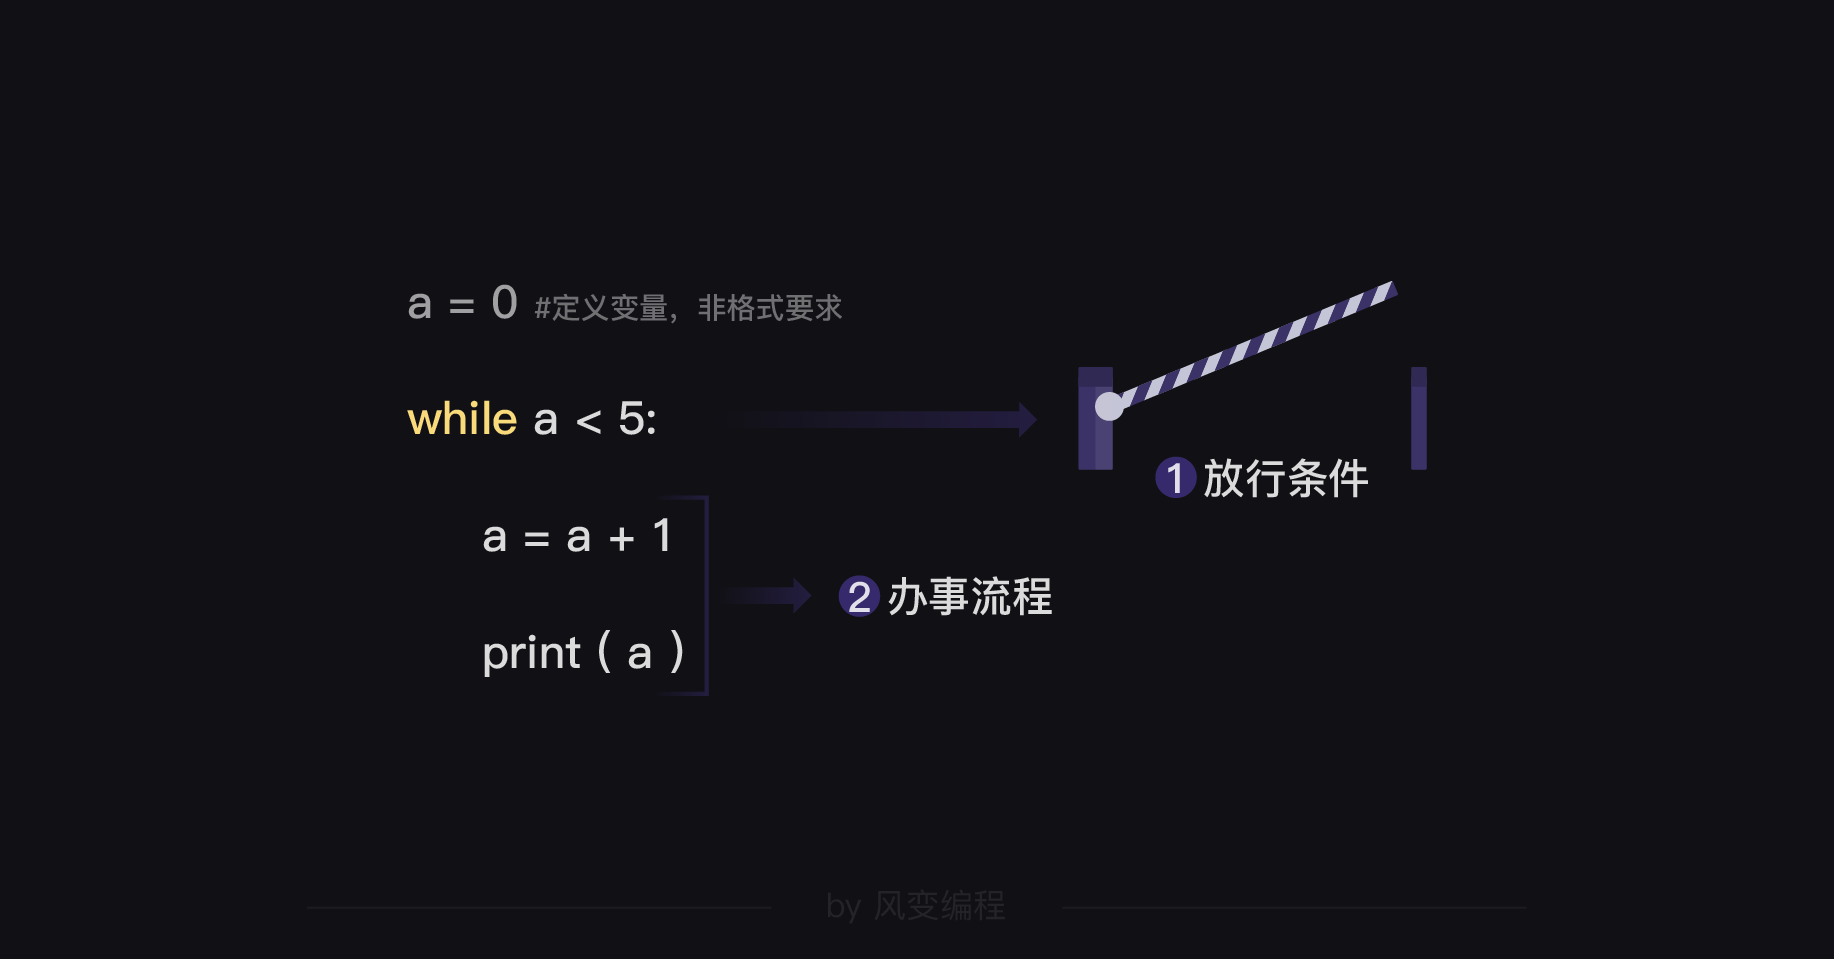 a = 0 #定义变量，非格式要求
while a < 5:
1 放行条件
a = a + 1
2 办事流程
print ( a )
by 风变编程